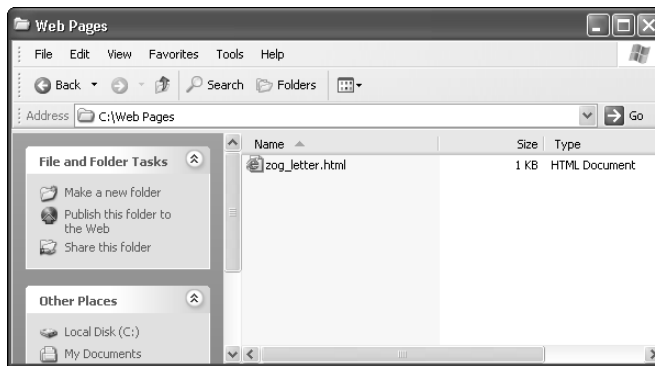 Web Pages
File Edit View Favorites Tools Help
Back Search Folders
Address C:\Web Pages Go
Name Size Type
zog_letter.html 1 KB HTML Document
File and Folder Tasks
Make a new folder
Publish this folder to
the Web
Share this folder
Other Places
Local Disk (C:)
My Documents